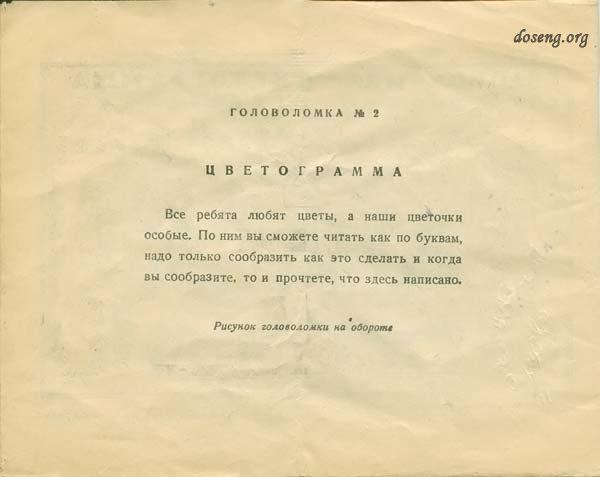 doseng.org
ГОЛОВОЛОМКА № 2
ЦВЕТОГРАММА
Все ребята любят цветы, а наши цветочки
особые. По ним вы сможете читать как по буквам,
надо только сообразить как это сделать и когда
вы сообразите, то и прочтете, что здесь написано.
Рисунок головоломки на обороте